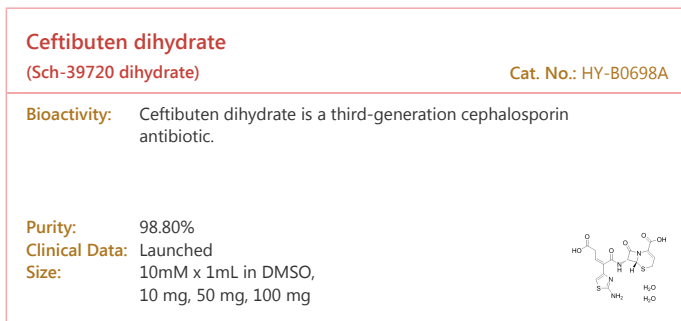 Ceftibuten dihydrate
(Sch-39720 dihydrate) Cat. No.: HY-B0698A
Bioactivity: Ceftibuten dihydrate is a third-generation cephalosporin
antibiotic.
Purity: 98.80%
Clinical Data: Launched
Size: 10mM x 1mL in DMSO,
10 mg, 50 mg, 100 mg
O
HO
O
NH
O
N
O
OH
H
S
N
S
NH₂
H₂O
H₂O